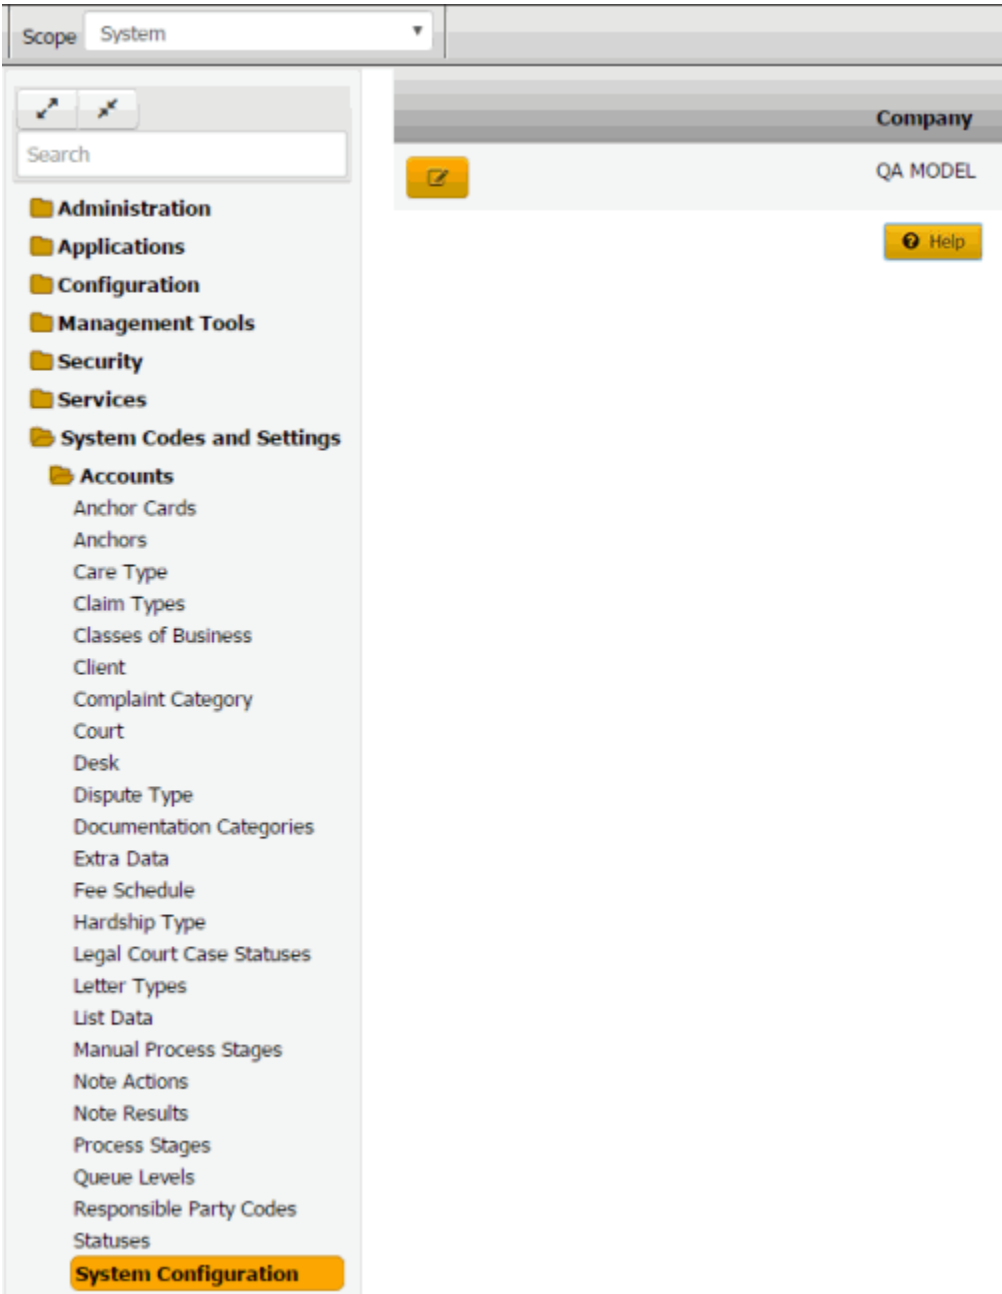 Scope System
Search
Company
QA MODEL
Help
Administration
Applications
Configuration
Management Tools
Security
Services
System Codes and Settings
Accounts
Anchor Cards
Anchors
Care Type
Claim Types
Classes of Business
Client
Complaint Category
Court
Desk
Dispute Type
Documentation Categories
Extra Data
Fee Schedule
Hardship Type
Legal Court Case Statuses
Letter Types
List Data
Manual Process Stages
Note Actions
Note Results
Process Stages
Queue Levels
Responsible Party Codes
Statuses
System Configuration